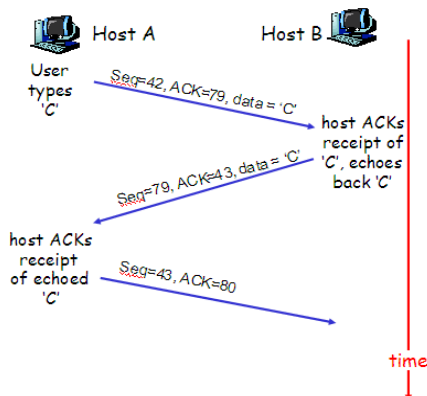 Host A
Host B
User
types
'C'
Seq=42, ACK=79, data = 'C'
host ACKs
receipt of
'C', echoes
back 'C'
Seq=79, ACK=43, data = 'C'
host ACKs
receipt
of echoed
'C'
Seq=43, ACK=80
time